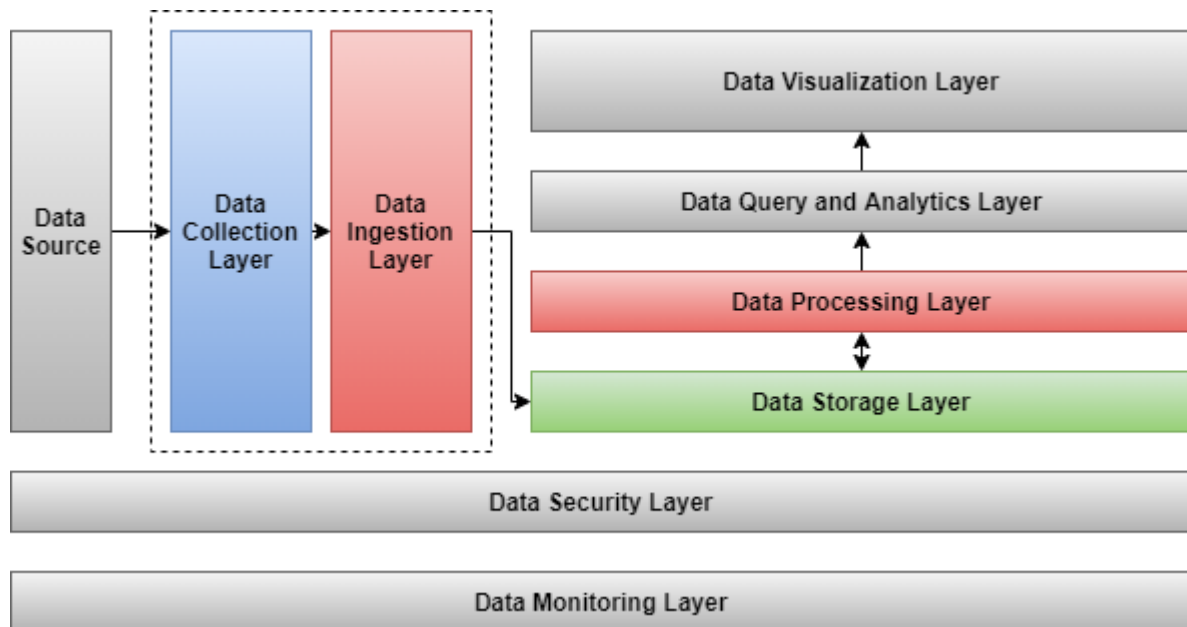 Data
Source
Data
Collection
Layer
Data
Ingestion
Layer
Data Visualization Layer
Data Query and Analytics Layer
Data Processing Layer
Data Storage Layer
Data Security Layer
Data Monitoring Layer